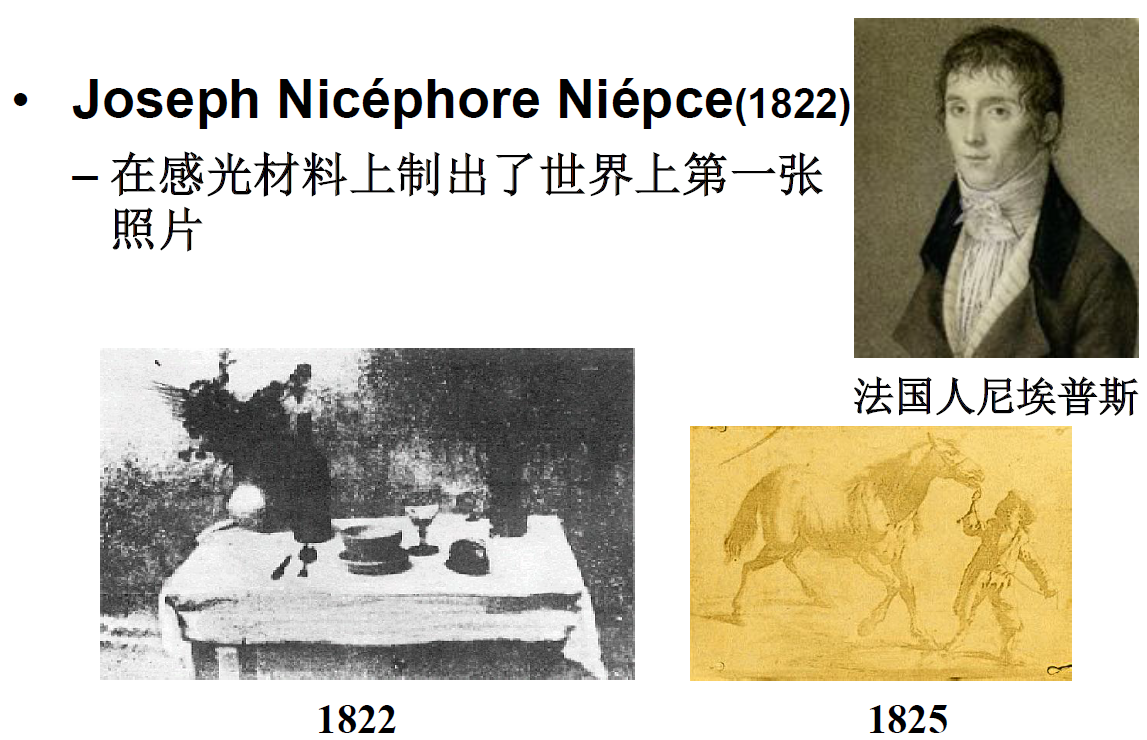 • Joseph Nicéphore Niépce(1822)
– 在感光材料上制出了世界上第一张
照片
法国人尼埃普斯
1822
1825